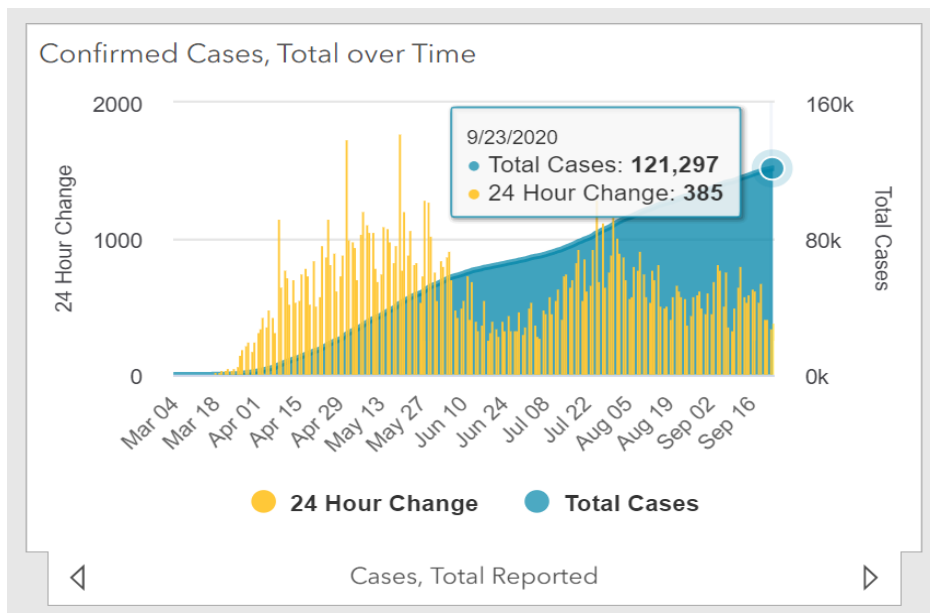 Confirmed Cases, Total over Time
24 Hour Change
2000
1000
0
9/23/2020
Total Cases: 121,297
24 Hour Change: 385
160k
80k
0k
Total Cases
Mar 04
Mar 18
Apr 01
Apr 15
Apr 29
May 13
May 27
Jun 10
Jun 24
Jul 08
Jul 22
Aug 05
Aug 19
Sep 02
Sep 16
24 Hour Change
Total Cases
Cases, Total Reported